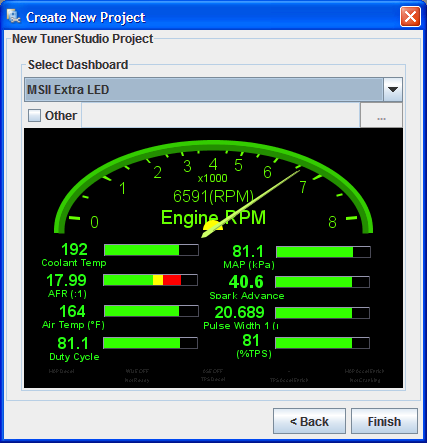 Create New Project
New TunerStudio Project
Select Dashboard
MSII Extra LED
Other
...
0 1 2 3 4 5 6 7 8
x1000
6591(RPM)
Engine RPM
192 81.1
Coolant Temp MAP (kPa)
17.99 40.6
AFR (:1) Spark Advance
164 20.689
Air Temp (°F) Pulse Width 1 (
81.1 81
Duty Cycle (%TPS)
< Back Finish